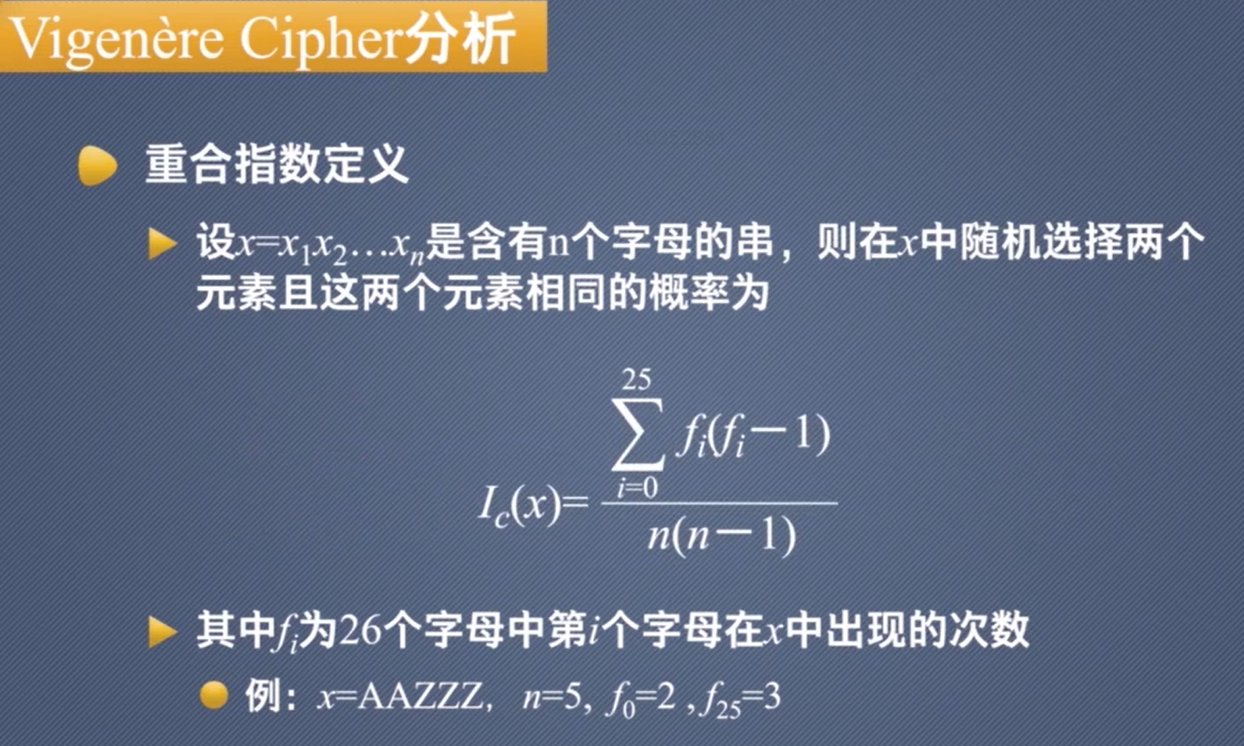 Vigenère Cipher分析
重合指数定义
设x=x₁x₂…xₙ是含有n个字母的串，则在x中随机选择两个
元素且这两个元素相同的概率为
25
∑ fᵢ(fᵢ－1)
i=0
I_c(x)=
n(n－1)
其中fᵢ为26个字母中第i个字母在x中出现的次数
例：x=AAZZZ, n=5, f₀=2 ,f₂₅=3